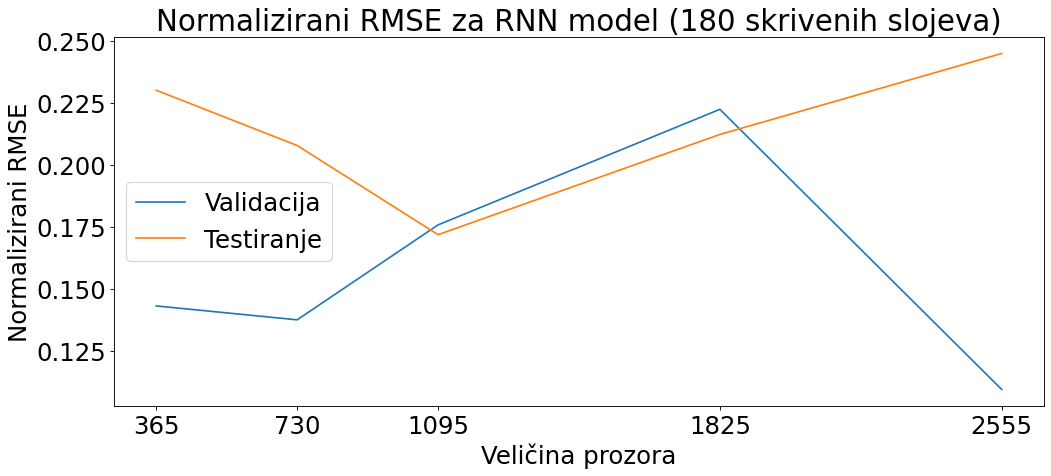 Normalizirani RMSE za RNN model (180 skrivenih slojeva)
Normalizirani RMSE
0.250
0.225
0.200
0.175
0.150
0.125
Validacija
Testiranje
365 730 1095 1825 2555
Veličina prozora